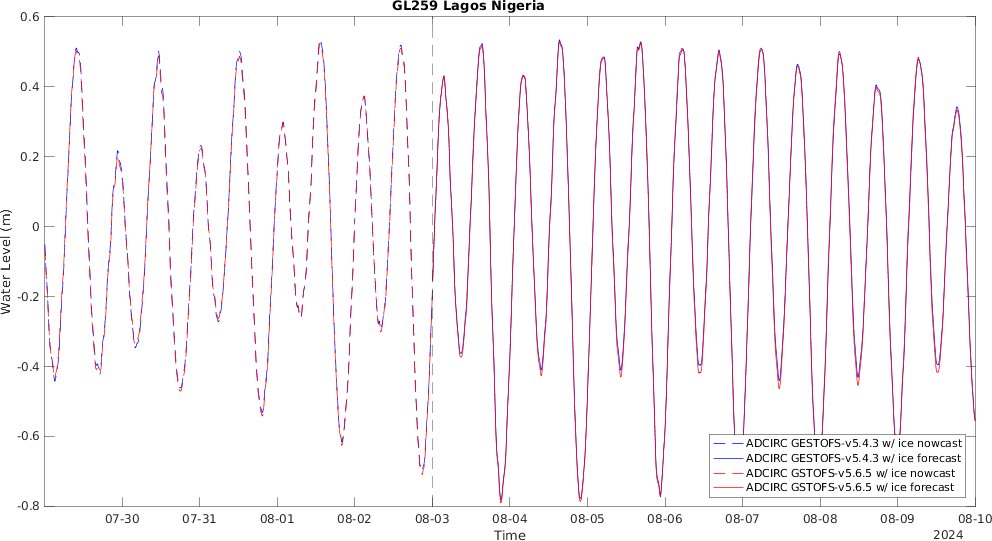 GL259 Lagos Nigeria
0.6
0.4
0.2
0
-0.2
-0.4
-0.6
-0.8
Water Level (m)
ADCIRC GESTOFS-v5.4.3 w/ ice nowcast
ADCIRC GESTOFS-v5.4.3 w/ ice forecast
ADCIRC GSTOFS-v5.6.5 w/ ice nowcast
ADCIRC GSTOFS-v5.6.5 w/ ice forecast
07-30 07-31 08-01 08-02 08-03 08-04 08-05 08-06 08-07 08-08 08-09 08-10
Time
2024